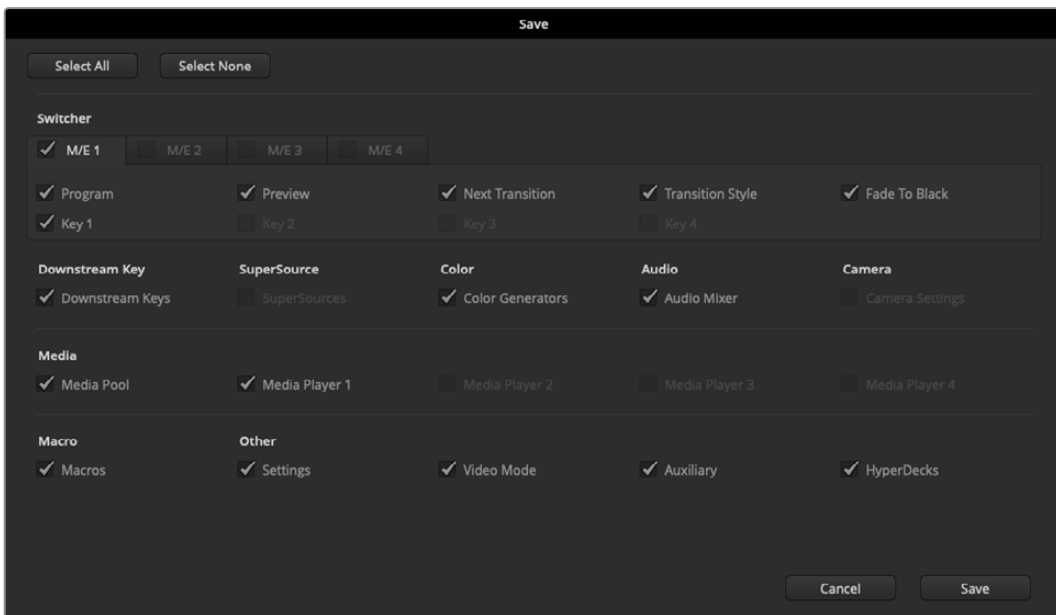 Save
Select All Select None
Switcher
M/E 1 M/E 2 M/E 3 M/E 4
Program Preview Next Transition Transition Style Fade To Black
Key 1 Key 2 Key 3 Key 4
Downstream Key SuperSource Color Audio Camera
Downstream Keys SuperSources Color Generators Audio Mixer Camera Settings
Media
Media Pool Media Player 1 Media Player 2 Media Player 3 Media Player 4
Macro Other
Macros Settings Video Mode Auxiliary HyperDecks
Cancel Save